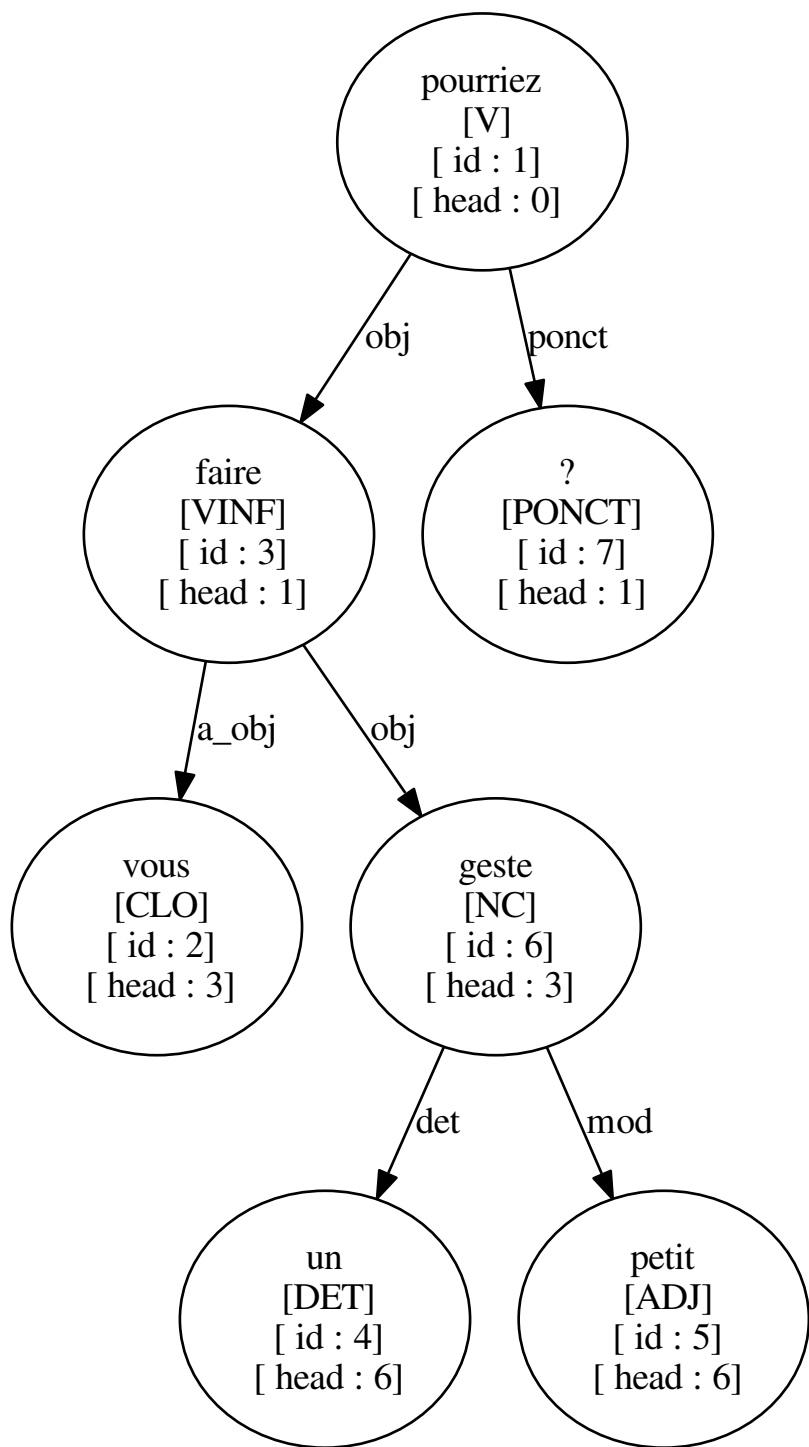 pourriez
[V]
[ id : 1]
[ head : 0]
obj
ponct
faire
[VINF]
[ id : 3]
[ head : 1]
?
[PONCT]
[ id : 7]
[ head : 1]
a_obj
obj
vous
[CLO]
[ id : 2]
[ head : 3]
geste
[NC]
[ id : 6]
[ head : 3]
det
mod
un
[DET]
[ id : 4]
[ head : 6]
petit
[ADJ]
[ id : 5]
[ head : 6]